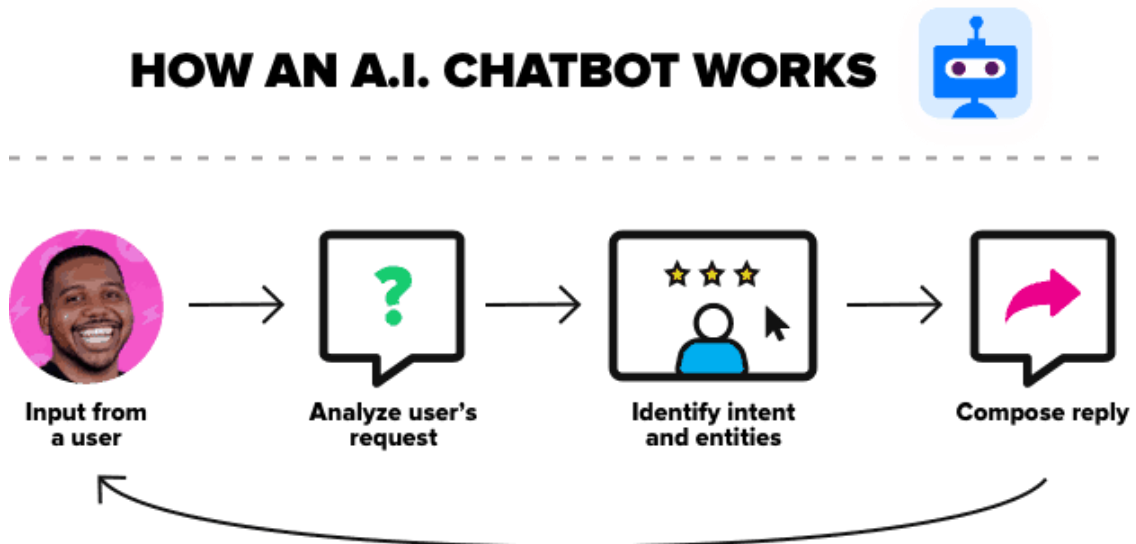 HOW AN A.I. CHATBOT WORKS
Input from
a user
Analyze user's
request
Identify intent
and entities
Compose reply